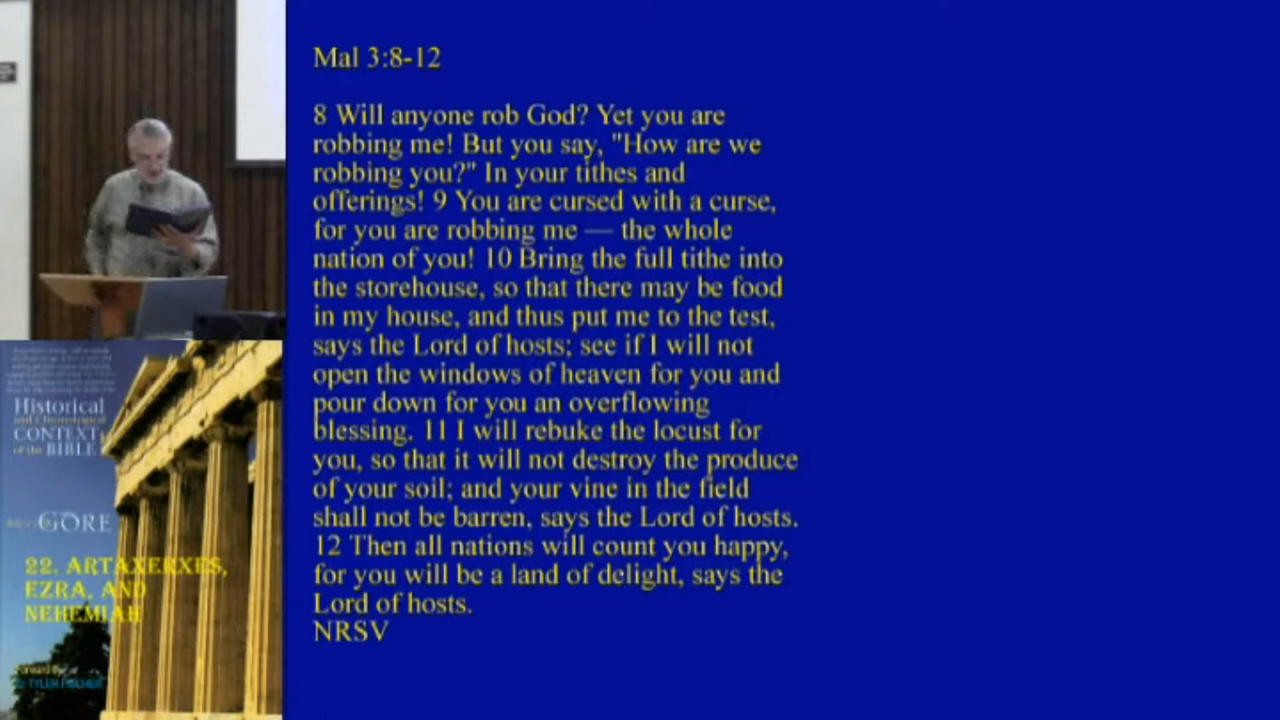 Mal 3:8-12
8 Will anyone rob God? Yet you are
robbing me! But you say, "How are we
robbing you?" In your tithes and
offerings! 9 You are cursed with a curse,
for you are robbing me — the whole
nation of you! 10 Bring the full tithe into
the storehouse, so that there may be food
in my house, and thus put me to the test,
says the Lord of hosts; see if I will not
open the windows of heaven for you and
pour down for you an overflowing
blessing. 11 I will rebuke the locust for
you, so that it will not destroy the produce
of your soil; and your vine in the field
shall not be barren, says the Lord of hosts.
12 Then all nations will count you happy,
for you will be a land of delight, says the
Lord of hosts.
NRSV
Historical
and Chronological
CONTEXT
of the BIBLE
GORE
22. ARTAXERXES,
EZRA, AND
NEHEMIAH